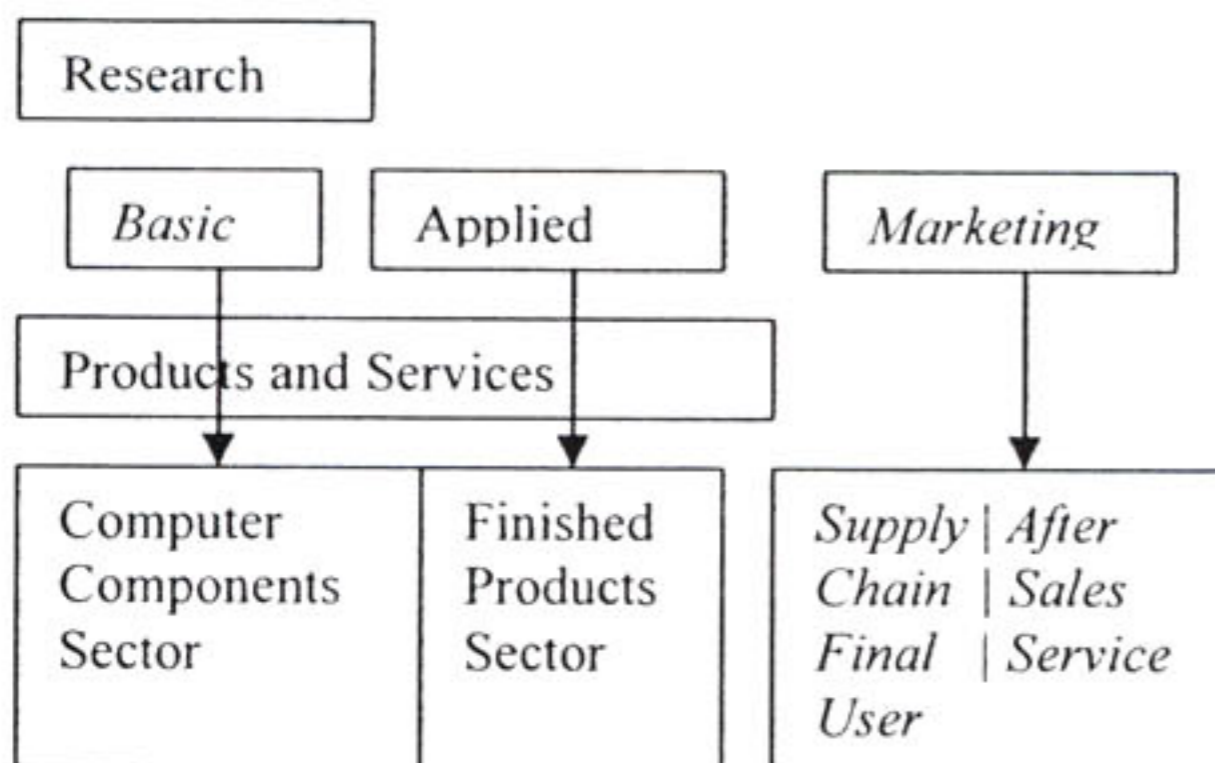 Research
Basic
Applied
Marketing
Products and Services
Computer
Components
Sector
Finished
Products
Sector
Supply | After
Chain | Sales
Final | Service
User